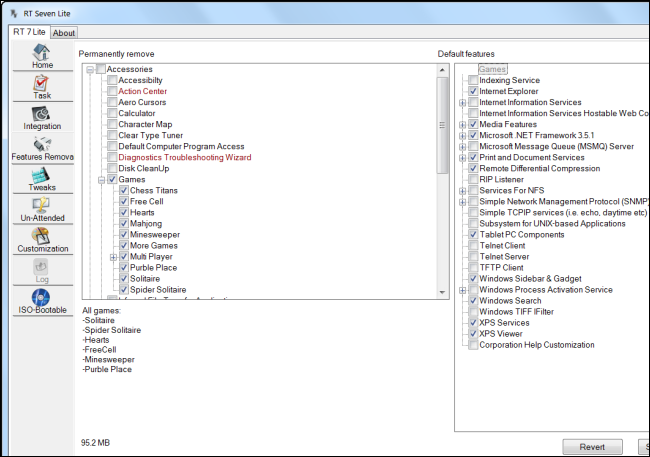 RT Seven Lite
RT 7 Lite
About
Home
Task
Integration
Features Remova
Tweaks
Un-Attended
Customization
Log
ISO-Bootable
Permanently remove
Accessories
Accessibilty
Action Center
Aero Cursors
Calculator
Character Map
Clear Type Tuner
Default Computer Program Access
Diagnostics Troubleshooting Wizard
Disk CleanUp
Games
Chess Titans
Free Cell
Hearts
Mahjong
Minesweeper
More Games
Multi Player
Purble Place
Solitaire
Spider Solitaire
All games:
-Solitaire
-Spider Solitaire
-Hearts
-FreeCell
-Minesweeper
-Purble Place
95.2 MB
Default features
Games
Indexing Service
Internet Explorer
Internet Information Services
Internet Information Services Hostable Web Co
Media Features
Microsoft .NET Framework 3.5.1
Microsoft Message Queue (MSMQ) Server
Print and Document Services
Remote Differential Compression
RIP Listener
Services For NFS
Simple Network Management Protocol (SNMP)
Simple TCPIP services (i.e. echo, daytime etc)
Subsystem for UNIX-based Applications
Tablet PC Components
Telnet Client
Telnet Server
TFTP Client
Windows Sidebar & Gadget
Windows Process Activation Service
Windows Search
Windows TIFF IFilter
XPS Services
XPS Viewer
Corporation Help Customization
Revert